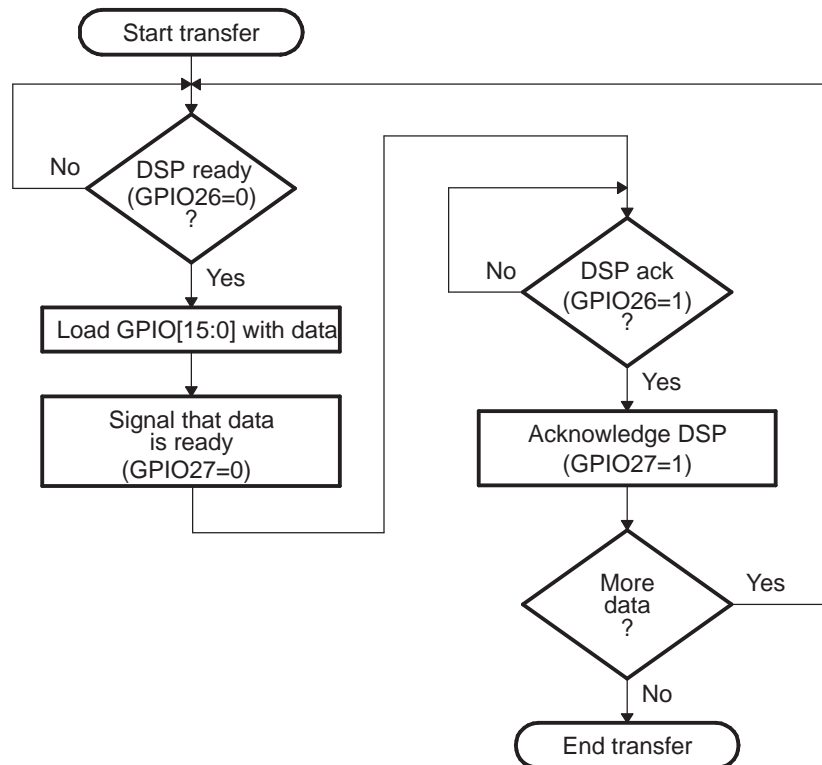 Start transfer
No
DSP ready
(GPIO26=0)
?
Yes
Load GPIO[15:0] with data
Signal that data
is ready
(GPIO27=0)
No
DSP ack
(GPIO26=1)
?
Yes
Acknowledge DSP
(GPIO27=1)
More
data
?
Yes
No
End transfer